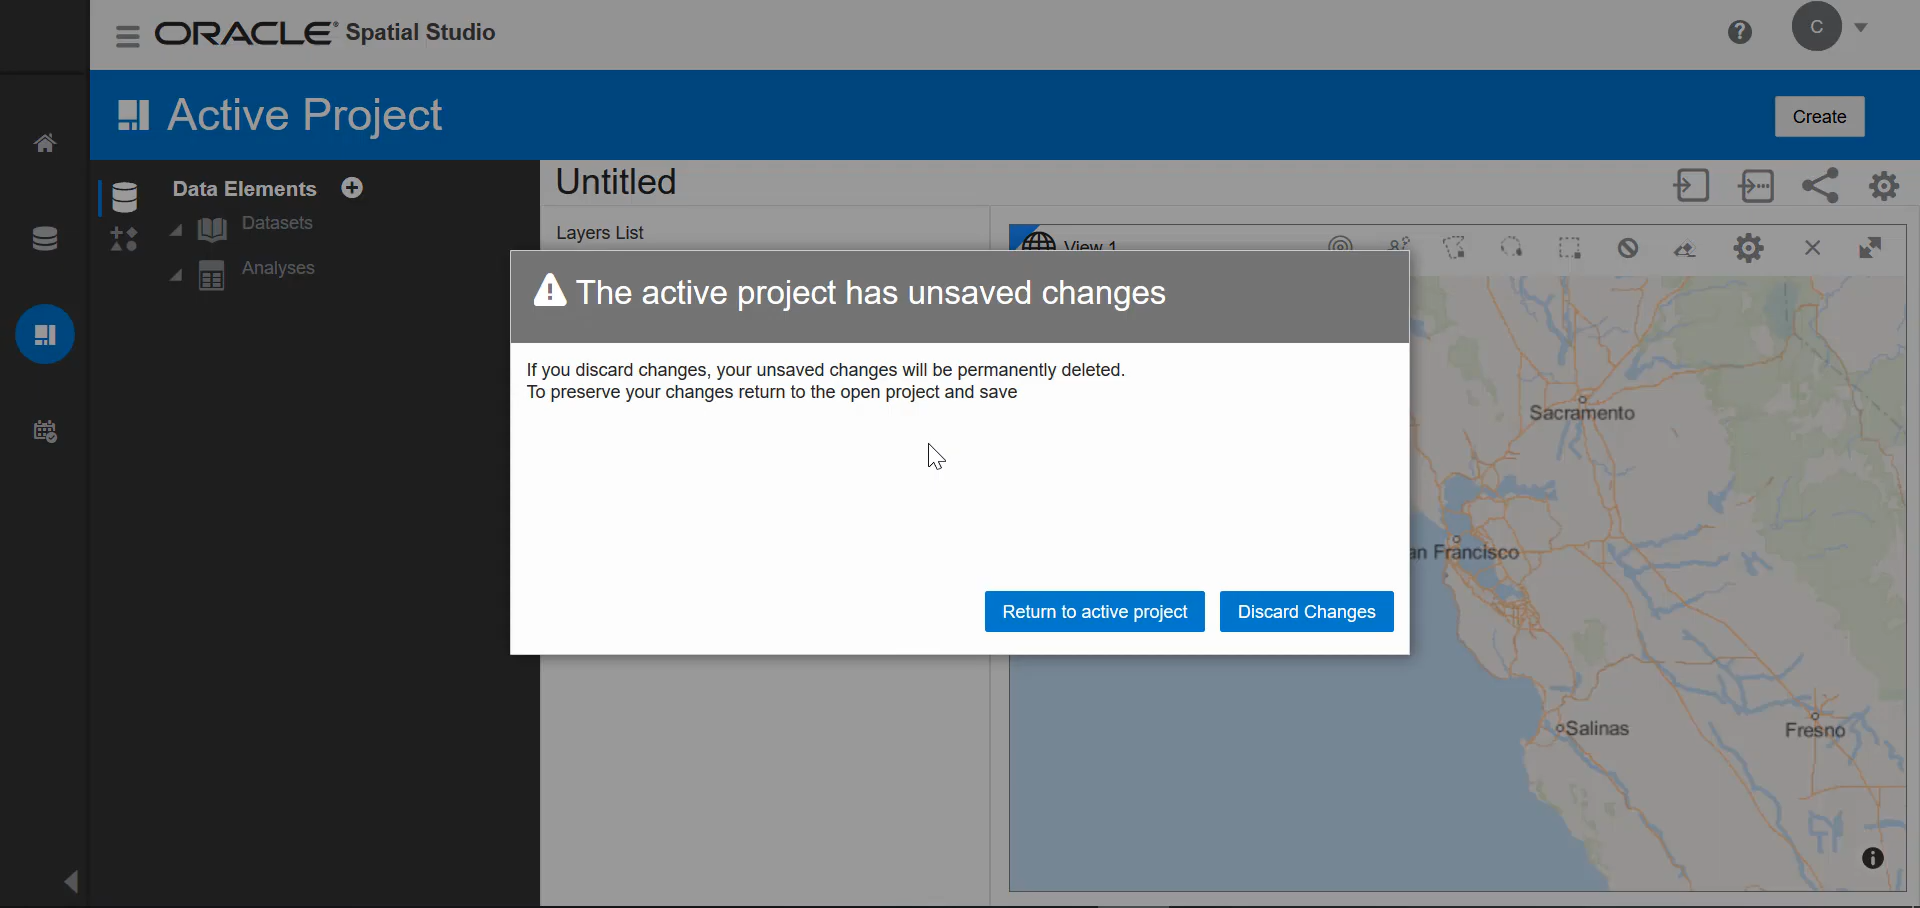 ORACLE® Spatial Studio
?
C
Active Project
Create
Data Elements
Datasets
Analyses
Untitled
Layers List
View 1
The active project has unsaved changes
If you discard changes, your unsaved changes will be permanently deleted.
To preserve your changes return to the open project and save
Return to active project
Discard Changes
Sacramento
an Francisco
Salinas
Fresno